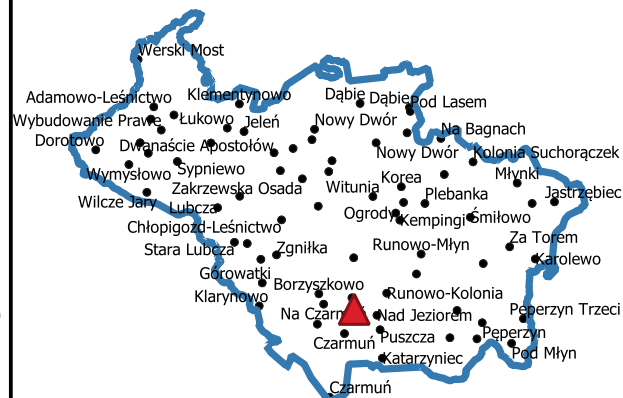 Werski Most
Adamowo-Leśnictwo
Klementynowo
Dąbie
Dąbie
Pod Lasem
Wybudowanie Prawe
Łukowo
Jeleń
Nowy Dwór
Na Bagnach
Dorotowo
Dwanaście Apostołów
Nowy Dwór
Kolonia Suchorączek
Wymysłowo
Sypniewo
Korea
Młynki
Wilcze Jary
Zakrzewska Osada
Witunia
Plebanka
Jastrzębiec
Lubcza
Ogrody
Kempingi
Śmiłowo
Chłopigozd-Leśnictwo
Stara Lubcza
Zgniłka
Runowo-Młyn
Za Torem
Karolewo
Górowatki
Borzyszkowo
Klarynowo
Runowo-Kolonia
Na Czarmuń
Nad Jeziorem
Peperzyn Trzeci
Czarmuń
Puszcza
Peperzyn
Katarzyniec
Pod Młyn
Czarmuń